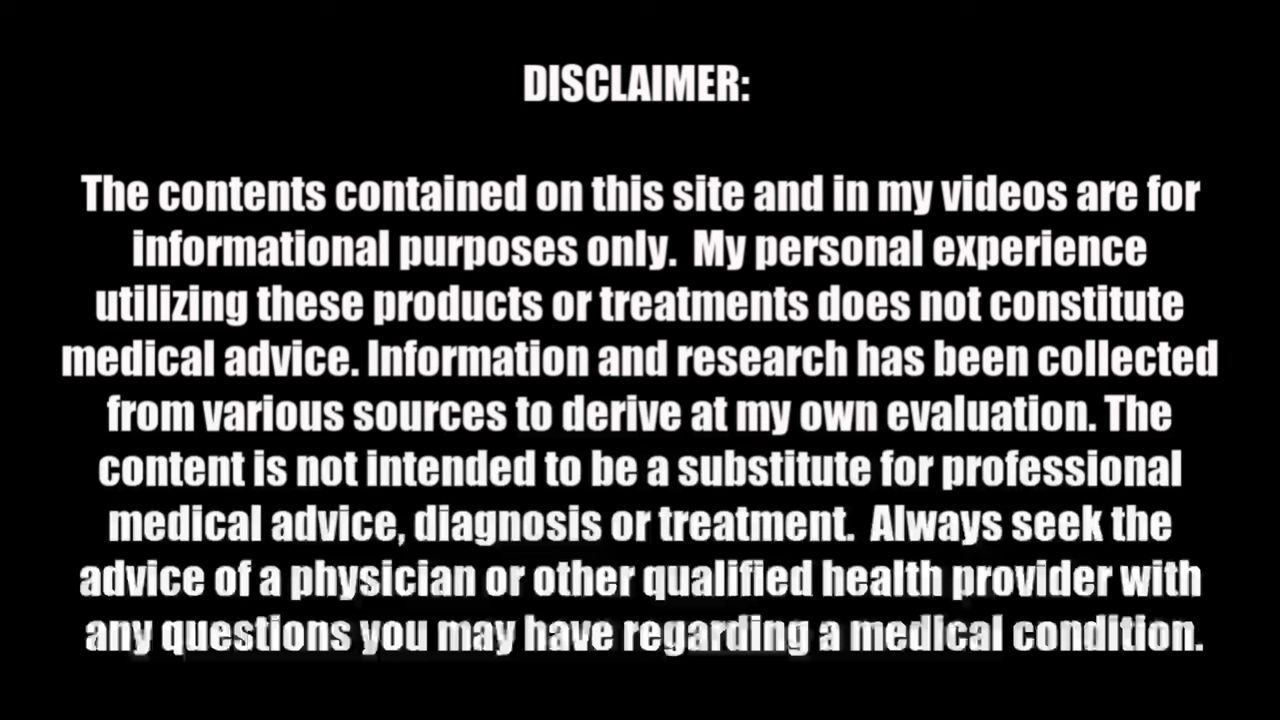 DISCLAIMER:
The contents contained on this site and in my videos are for
informational purposes only.  My personal experience
utilizing these products or treatments does not constitute
medical advice. Information and research has been collected
from various sources to derive at my own evaluation. The
content is not intended to be a substitute for professional
medical advice, diagnosis or treatment.  Always seek the
advice of a physician or other qualified health provider with
any questions you may have regarding a medical condition.